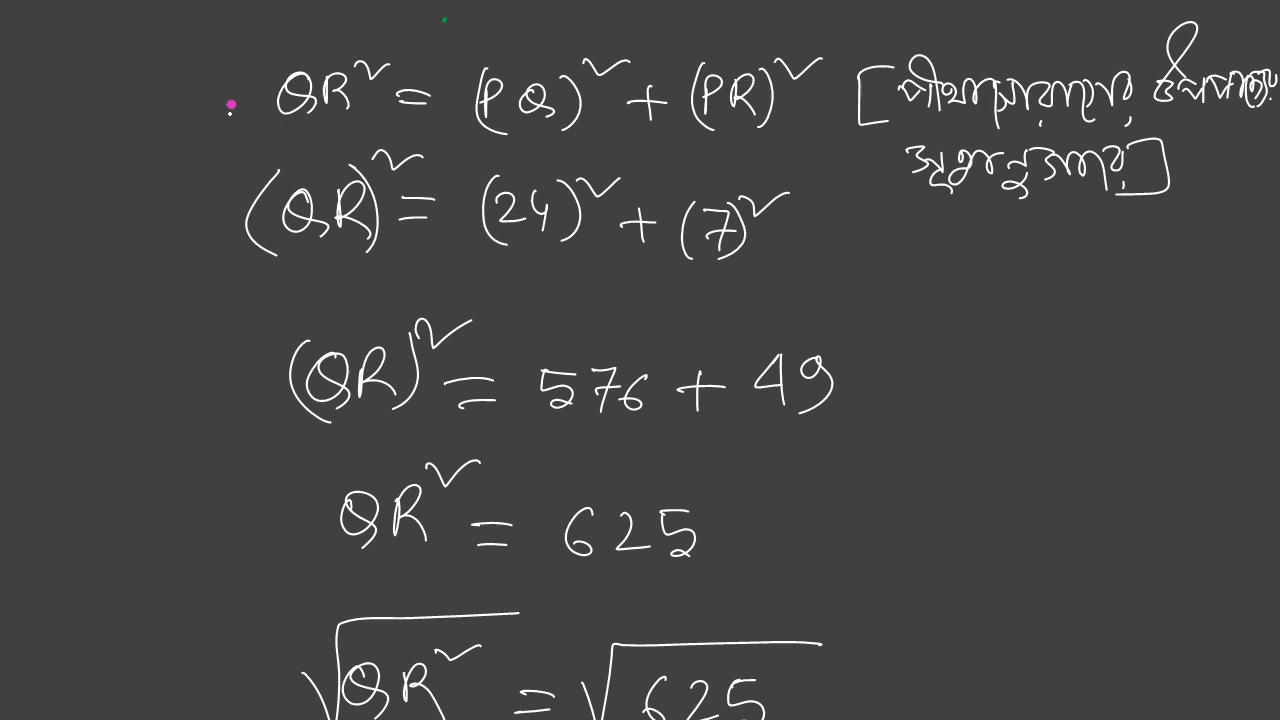 QR² = (PQ)² + (PR)² [পীথাগোরাসের উপপাদ্য
অনুসারে]
(QR)² = (24)² + (7)²
(QR)² = 576 + 49
QR² = 625
√QR² = √625